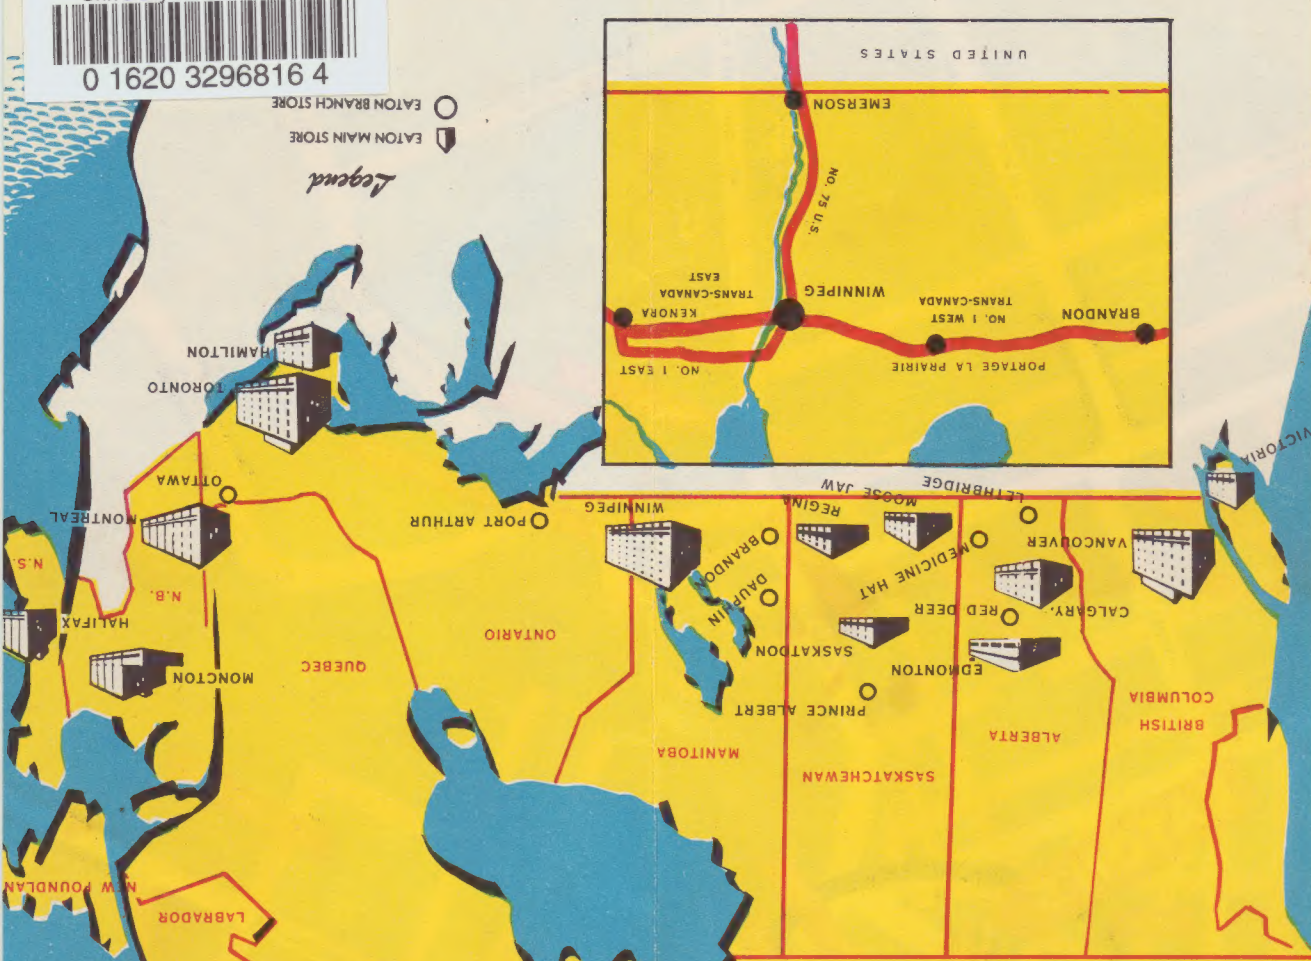 0 1620 3296816 4
UNITED STATES
EMERSON
NO. 75 U.S.
WINNIPEG
BRANDON
NO. 1 WEST
TRANS-CANADA
PORTAGE LA PRAIRIE
KENORA
TRANS-CANADA
EAST
NO. 1 EAST
Legend
EATON MAIN STORE
EATON BRANCH STORE
BRITISH
COLUMBIA
ALBERTA
SASKATCHEWAN
MANITOBA
ONTARIO
QUEBEC
LABRADOR
NEW FOUNDLAN
N.B.
N.S.
VICTORIA
VANCOUVER
CALGARY.
EDMONTON
RED DEER
MEDICINE HAT
LETHBRIDGE
PRINCE ALBERT
SASKATOON
MOOSE JAW
REGINA
DAUPHIN
BRANDON
WINNIPEG
PORT ARTHUR
HAMILTON
TORONTO
OTTAWA
MONTREAL
MONCTON
HALIFAX